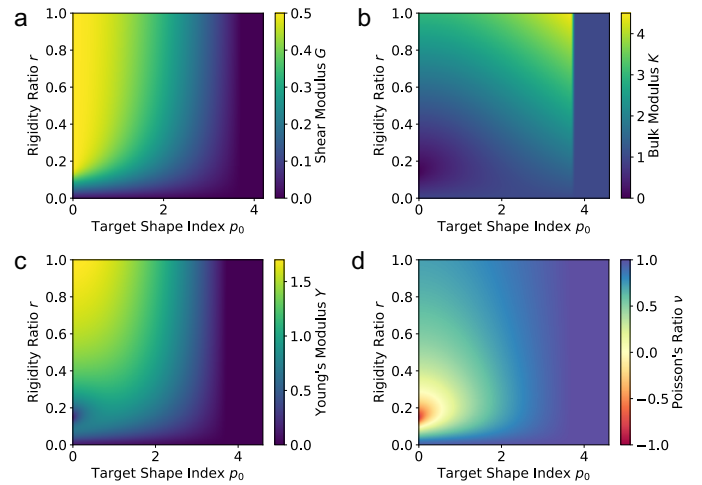 a
1.0
0.8
0.6
0.4
0.2
0.0
Rigidity Ratio r
0 2 4
Target Shape Index p0
0.5
0.4
0.3
0.2
0.1
0.0
Shear Modulus G
b
1.0
0.8
0.6
0.4
0.2
0.0
Rigidity Ratio r
0 2 4
Target Shape Index p0
4
3
2
1
0
Bulk Modulus K
c
1.0
0.8
0.6
0.4
0.2
0.0
Rigidity Ratio r
0 2 4
Target Shape Index p0
1.5
1.0
0.5
0.0
Young's Modulus Y
d
1.0
0.8
0.6
0.4
0.2
0.0
Rigidity Ratio r
0 2 4
Target Shape Index p0
1.0
0.5
0.0
−0.5
−1.0
Poisson's Ratio ν